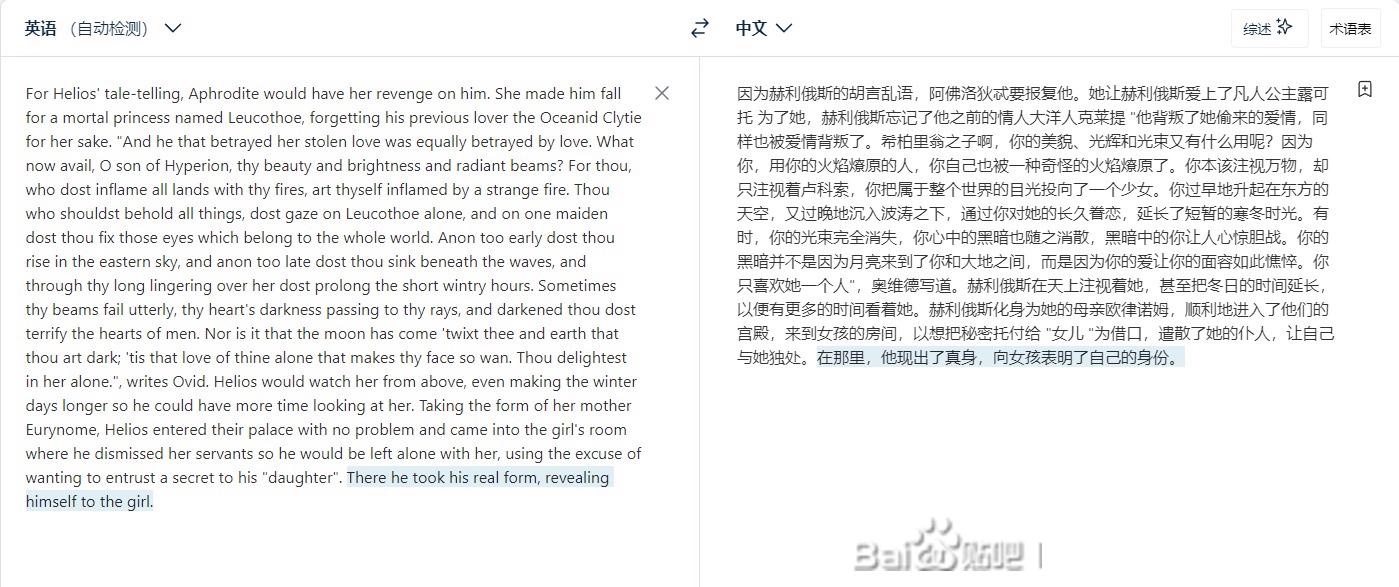 英语 （自动检测）
中文
综述
术语表
For Helios' tale-telling, Aphrodite would have her revenge on him. She made him fall
for a mortal princess named Leucothoe, forgetting his previous lover the Oceanid Clytie
for her sake. "And he that betrayed her stolen love was equally betrayed by love. What
now avail, O son of Hyperion, thy beauty and brightness and radiant beams? For thou,
who dost inflame all lands with thy fires, art thyself inflamed by a strange fire. Thou
who shouldst behold all things, dost gaze on Leucothoe alone, and on one maiden
dost thou fix those eyes which belong to the whole world. Anon too early dost thou
rise in the eastern sky, and anon too late dost thou sink beneath the waves, and
through thy long lingering over her dost prolong the short wintry hours. Sometimes
thy beams fail utterly, thy heart's darkness passing to thy rays, and darkened thou dost
terrify the hearts of men. Nor is it that the moon has come 'twixt thee and earth that
thou art dark; 'tis that love of thine alone that makes thy face so wan. Thou delightest
in her alone.", writes Ovid. Helios would watch her from above, even making the winter
days longer so he could have more time looking at her. Taking the form of her mother
Eurynome, Helios entered their palace with no problem and came into the girl's room
where he dismissed her servants so he would be left alone with her, using the excuse of
wanting to entrust a secret to his "daughter". There he took his real form, revealing
himself to the girl.
因为赫利俄斯的胡言乱语，阿佛洛狄忒要报复他。她让赫利俄斯爱上了凡人公主露可
托 为了她，赫利俄斯忘记了他之前的情人大洋人克莱提 "他背叛了她偷来的爱情，同
样也被爱情背叛了。希柏里翁之子啊，你的美貌、光辉和光束又有什么用呢？因为
你，用你的火焰燎原的人，你自己也被一种奇怪的火焰燎原了。你本该注视万物，却
只注视着卢科索，你把属于整个世界的目光投向了一个少女。你过早地升起在东方的
天空，又过晚地沉入波涛之下，通过你对她的长久眷恋，延长了短暂的寒冬时光。有
时，你的光束完全消失，你心中的黑暗也随之消散，黑暗中的你让人心惊胆战。你的
黑暗并不是因为月亮来到了你和大地之间，而是因为你的爱让你的面容如此憔悴。你
只喜欢她一个人"，奥维德写道。赫利俄斯在天上注视着她，甚至把冬日的时间延长，
以便有更多的时间看着她。赫利俄斯化身为她的母亲欧律诺姆，顺利地进入了他们的
宫殿，来到女孩的房间，以想把秘密托付给 "女儿 "为借口，遣散了她的仆人，让自己
与她独处。在那里，他现出了真身，向女孩表明了自己的身份。
Bai贴吧